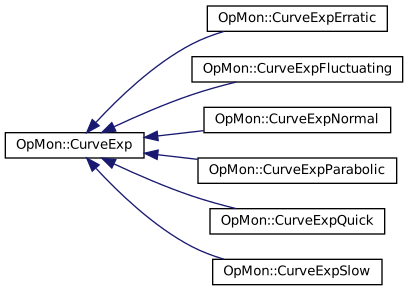 OpMon::CurveExpErratic
OpMon::CurveExpFluctuating
OpMon::CurveExpNormal
OpMon::CurveExp
OpMon::CurveExpParabolic
OpMon::CurveExpQuick
OpMon::CurveExpSlow